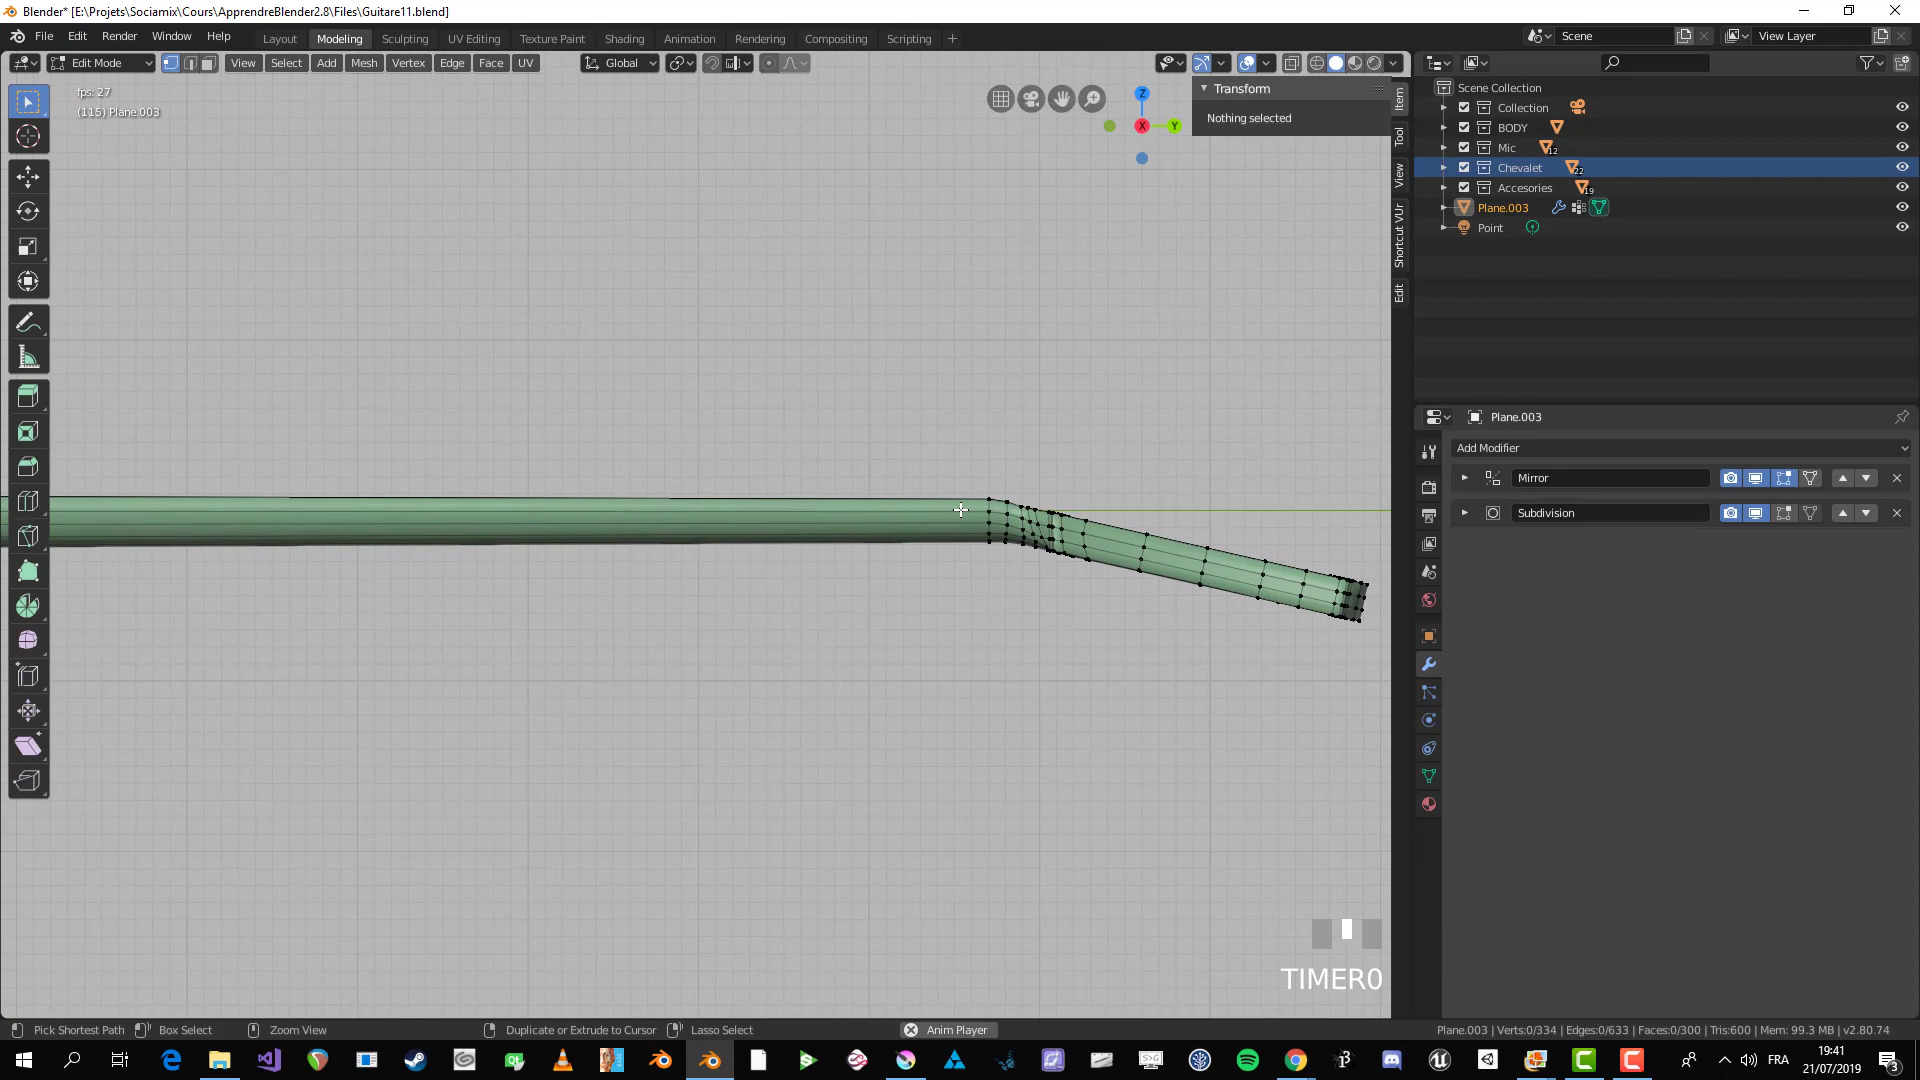 Blender* [E:\Projets\Sociamix\Cours\ApprendreBlender2.8\Files\Guitare11.blend]
File Edit Render Window Help
Layout Modeling Sculpting UV Editing Texture Paint Shading Animation Rendering Compositing Scripting
Scene
View Layer
Edit Mode
View Select Add Mesh Vertex Edge Face UV
Global
fps: 27
(115) Plane.003
Z
X
Y
Transform
Nothing selected
Item
Tool
View
Shortcut VUr
Edit
Scene Collection
Collection
BODY
Mic
12
Chevalet
22
Accesories
19
Plane.003
Point
Plane.003
Add Modifier
Mirror
Subdivision
TIMER0
Pick Shortest Path Box Select Zoom View Duplicate or Extrude to Cursor Lasso Select Anim Player
Plane.003 | Verts:0/334 | Edges:0/633 | Faces:0/300 | Tris:600 | Mem: 99.3 MB | v2.80.74
FRA
19:41
21/07/2019
3